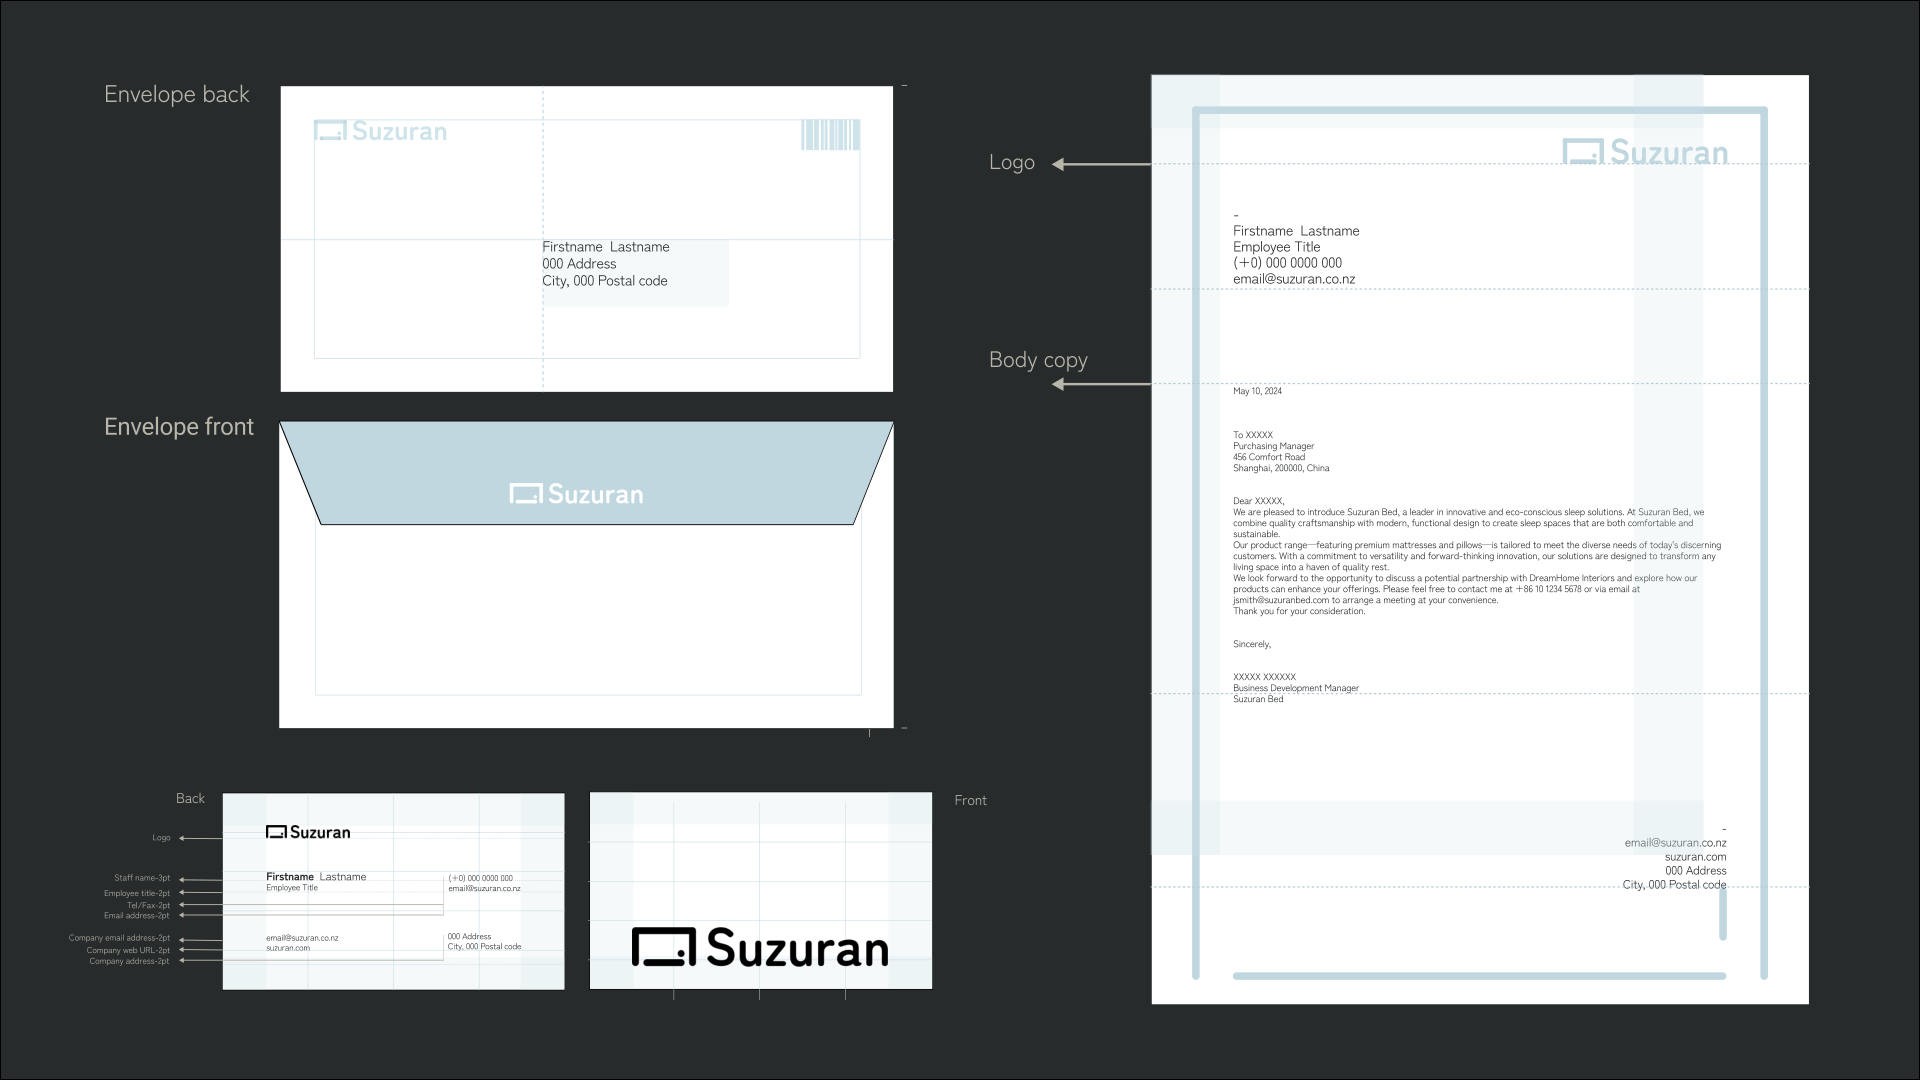 Envelope back
Suzuran
Firstname Lastname
000 Address
City, 000 Postal code
Envelope front
Suzuran
Back
Logo
Staff name-3pt
Employee title-2pt
Tel/Fax-2pt
Email address-2pt
Company email address-2pt
Company web URL-2pt
Company address-2pt
Suzuran
Firstname Lastname
Employee Title
(+0) 000 0000 000
email@suzuran.co.nz
email@suzuran.co.nz
suzuran.com
000 Address
City, 000 Postal code
Front
Suzuran
Logo
Body copy
Suzuran
-
Firstname Lastname
Employee Title
(+0) 000 0000 000
email@suzuran.co.nz
May 10, 2024
To XXXXX
Purchasing Manager
456 Comfort Road
Shanghai, 200000, China
Dear XXXXX,
We are pleased to introduce Suzuran Bed, a leader in innovative and eco-conscious sleep solutions. At Suzuran Bed, we
combine quality craftsmanship with modern, functional design to create sleep spaces that are both comfortable and
sustainable.
Our product range—featuring premium mattresses and pillows—is tailored to meet the diverse needs of today's discerning
customers. With a commitment to versatility and forward-thinking innovation, our solutions are designed to transform any
living space into a haven of quality rest.
We look forward to the opportunity to discuss a potential partnership with DreamHome Interiors and explore how our
products can enhance your offerings. Please feel free to contact me at +86 10 1234 5678 or via email at
jsmith@suzuranbed.com to arrange a meeting at your convenience.
Thank you for your consideration.
Sincerely,
XXXXX XXXXXX
Business Development Manager
Suzuran Bed
-
email@suzuran.co.nz
suzuran.com
000 Address
City, 000 Postal code